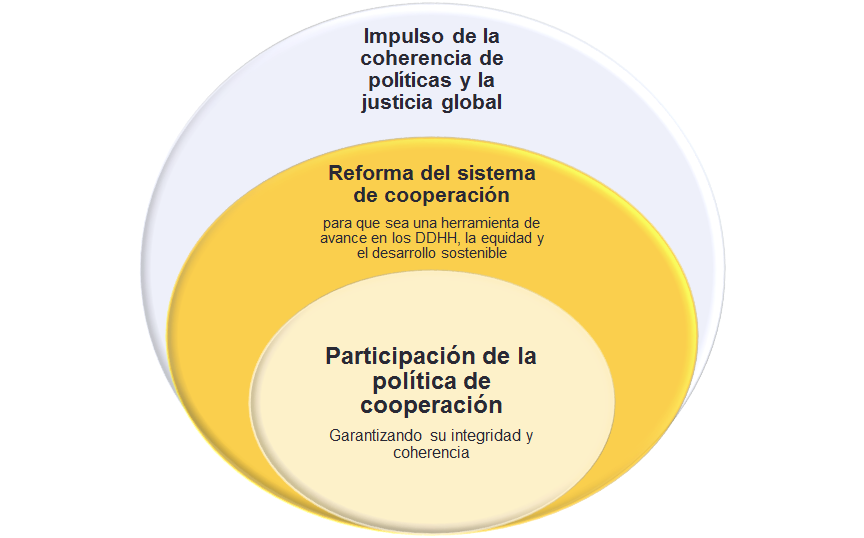 Impulso de la
coherencia de
políticas y la
justicia global
Reforma del sistema
de cooperación
para que sea una herramienta de
avance en los DDHH, la equidad y
el desarrollo sostenible
Participación de la
política de
cooperación
Garantizando su integridad y
coherencia